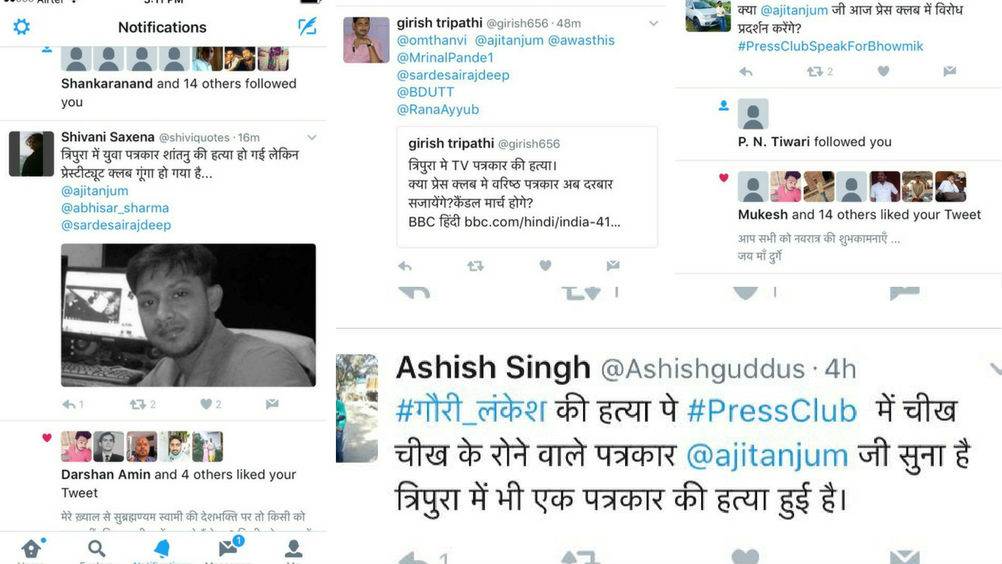 Notifications
Shankaranand and 14 others followed
you
Shivani Saxena @shiviquotes · 16m
त्रिपुरा में युवा पत्रकार शांतनु की हत्या हो गई लेकिन
प्रेस्टीट्यूट क्लब गूंगा हो गया है...
@ajitanjum
@abhisar_sharma
@sardesairajdeep
1 2 2
Darshan Amin and 4 others liked your
Tweet
मेरे ख़्याल से सुब्रह्मण्यम स्वामी की देशभक्ति पर तो किसी को
1
girish tripathi @girish656 · 48m
@omthanvi @ajitanjum @awasthis
@MrinalPande1
@sardesairajdeep
@BDUTT
@RanaAyyub
girish tripathi @girish656
त्रिपुरा मे TV पत्रकार की हत्या।
क्या प्रेस क्लब मे वरिष्ठ पत्रकार अब दरबार
सजायेंगे?कैंडल मार्च होगे?
BBC हिंदी bbc.com/hindi/india-41...
क्या @ajitanjum जी आज प्रेस क्लब में विरोध
प्रदर्शन करेंगे?
#PressClubSpeakForBhowmik
2
P. N. Tiwari followed you
Mukesh and 14 others liked your Tweet
आप सभी को नवरात्र की शुभकामनाएँ ...
जय माँ दुर्गे
Ashish Singh @Ashishguddus · 4h
#गौरी_लंकेश की हत्या पे #PressClub में चीख
चीख के रोने वाले पत्रकार @ajitanjum जी सुना है
त्रिपुरा में भी एक पत्रकार की हत्या हुई है।
1